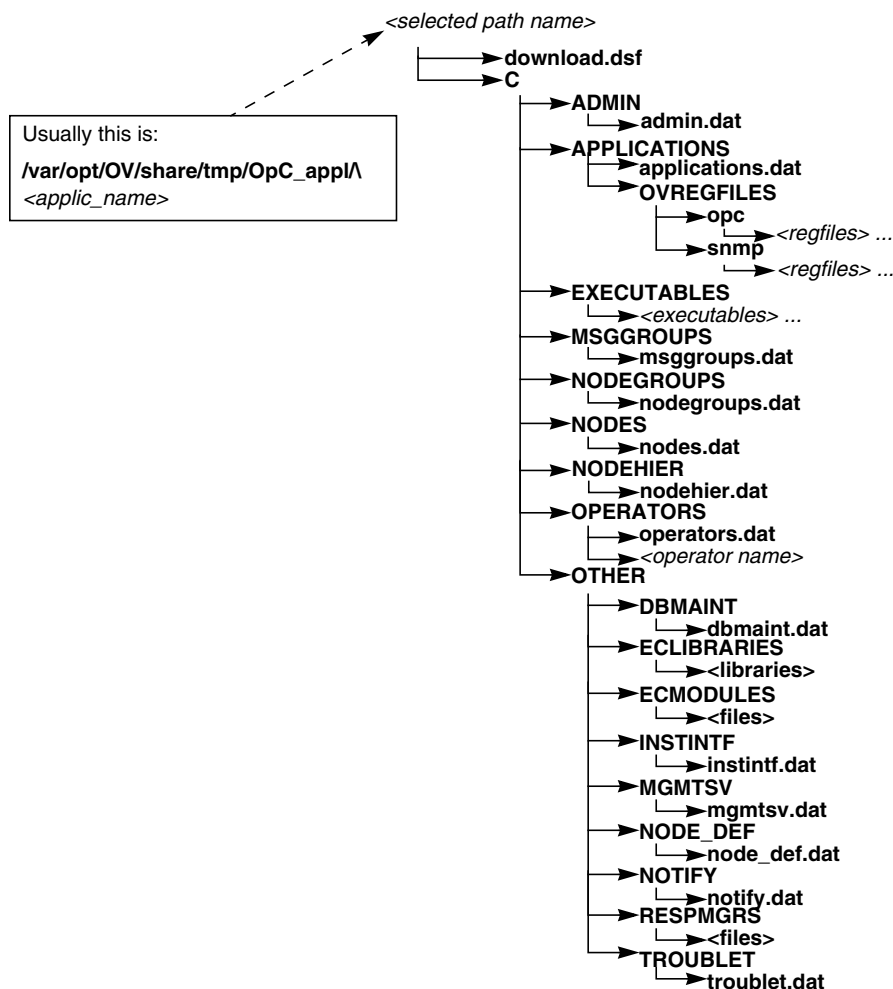 <selected path name>
download.dsf
C
Usually this is:
/var/opt/OV/share/tmp/OpC_appl/\
<applic_name>
ADMIN
admin.dat
APPLICATIONS
applications.dat
OVREGFILES
opc
<regfiles> ...
snmp
<regfiles> ...
EXECUTABLES
<executables> ...
MSGGROUPS
msggroups.dat
NODEGROUPS
nodegroups.dat
NODES
nodes.dat
NODEHIER
nodehier.dat
OPERATORS
operators.dat
<operator name>
OTHER
DBMAINT
dbmaint.dat
ECLIBRARIES
<libraries>
ECMODULES
<files>
INSTINTF
instintf.dat
MGMTSV
mgmtsv.dat
NODE_DEF
node_def.dat
NOTIFY
notify.dat
RESPMGRS
<files>
TROUBLET
troublet.dat